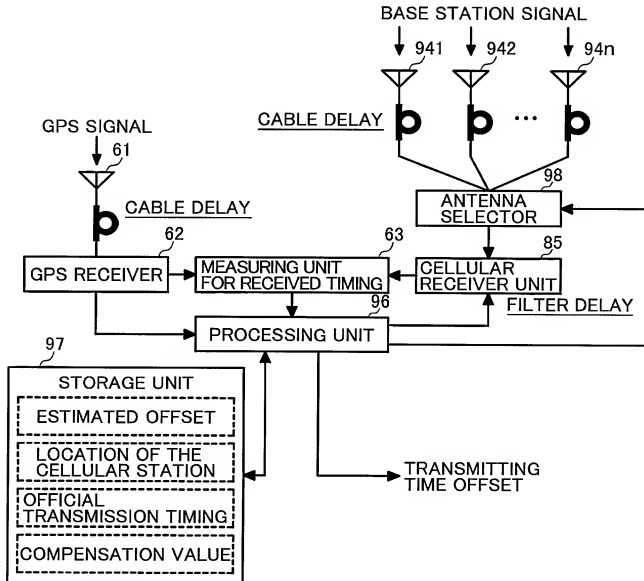 BASE STATION SIGNAL
941
942
94n
CABLE DELAY
...
GPS SIGNAL
61
CABLE DELAY
98
ANTENNA
SELECTOR
62
GPS RECEIVER
63
MEASURING UNIT
FOR RECEIVED TIMING
85
CELLULAR
RECEIVER UNIT
FILTER DELAY
96
PROCESSING UNIT
97
STORAGE UNIT
ESTIMATED OFFSET
LOCATION OF THE
CELLULAR STATION
OFFICIAL
TRANSMISSION TIMING
COMPENSATION VALUE
TRANSMITTING
TIME OFFSET